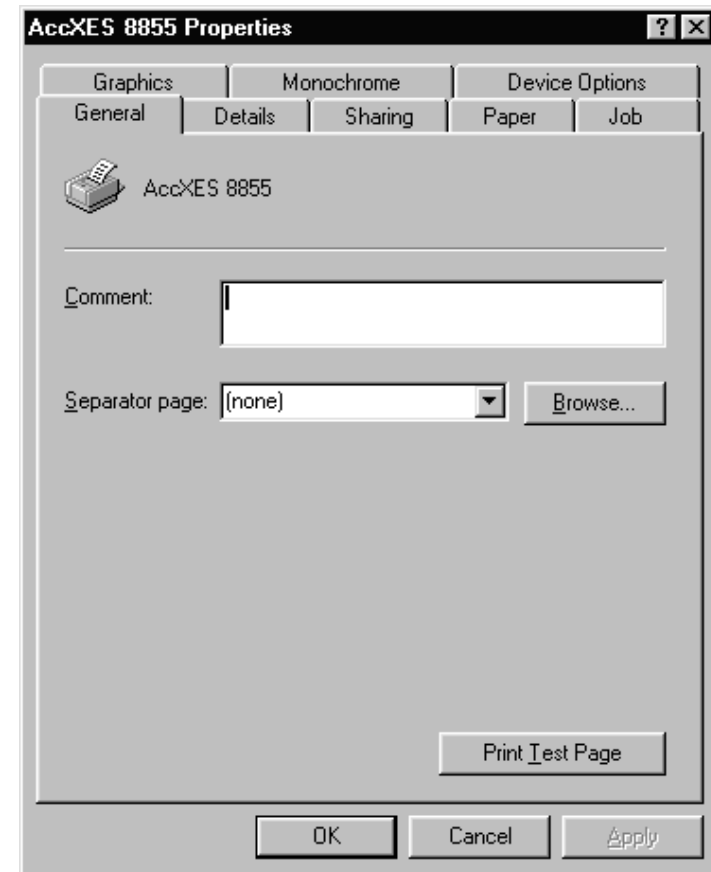 AccXES 8855 Properties
Graphics Monochrome Device Options
General Details Sharing Paper Job
AccXES 8855
Comment:
Separator page: (none) Browse...
Print Test Page
OK Cancel Apply